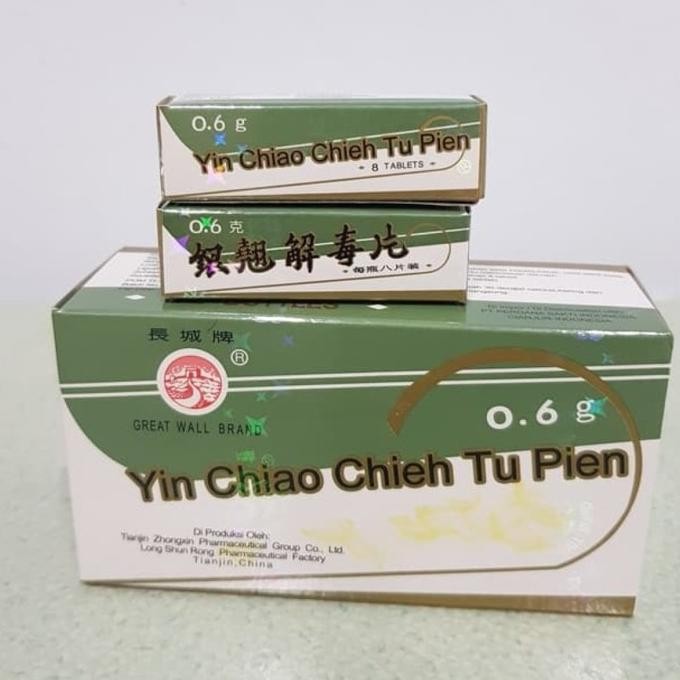 0.6 g
Yin Chiao Chieh Tu Pien
8 TABLETS
0.6 克
銀翹解毒片
每瓶八片裝
長城牌
®
GREAT WALL BRAND
0.6 g
Yin Chiao Chieh Tu Pien
Di Produksi Oleh:
Tianjin Zhongxin Pharmaceutical Group Co., Ltd.
Long Shun Rong Pharmaceutical Factory
Tianjin, China